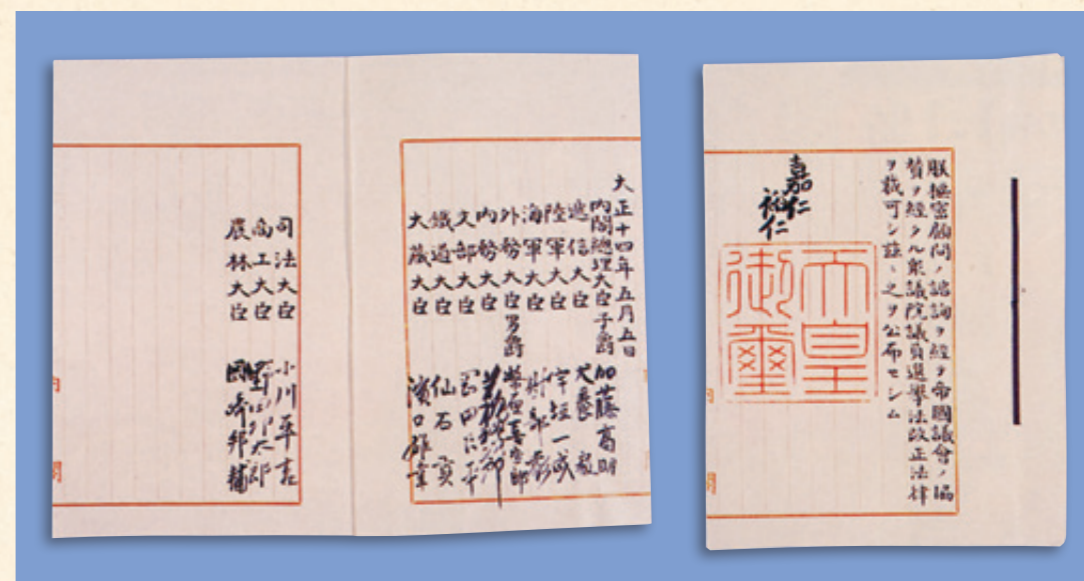 朕樞密顧問ノ諮詢ヲ經テ帝國議會ノ協
贊ヲ經タル衆議院議員選擧法改正法律
ヲ裁可シ茲ニ之ヲ公布セシム
嘉仁
裕仁
天皇
御璽
大正十四年五月五日
内閣總理大臣子爵 加藤高明
遞信大臣 犬養毅
陸軍大臣 宇垣一成
海軍大臣 財部彪
外務大臣男爵 幣原喜重郎
内務大臣 若槻禮次郎
文部大臣 岡田良平
鐵道大臣 仙石貢
大藏大臣 濱口雄幸
司法大臣 小川平吉
商工大臣 野田卯太郎
農林大臣 岡崎邦輔